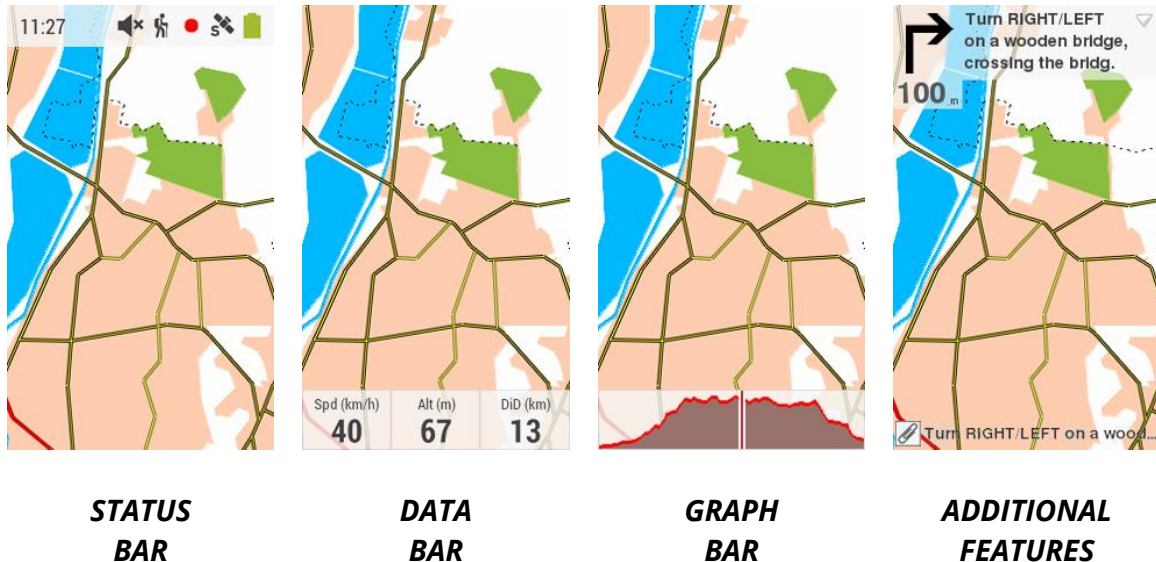 11:27
S
Spd (km/h) Alt (m) DiD (km)
40 67 13
Turn RIGHT/LEFT
on a wooden bridge,
crossing the bridg.
100 m
Turn RIGHT/LEFT on a wood...
STATUS
BAR
DATA
BAR
GRAPH
BAR
ADDITIONAL
FEATURES